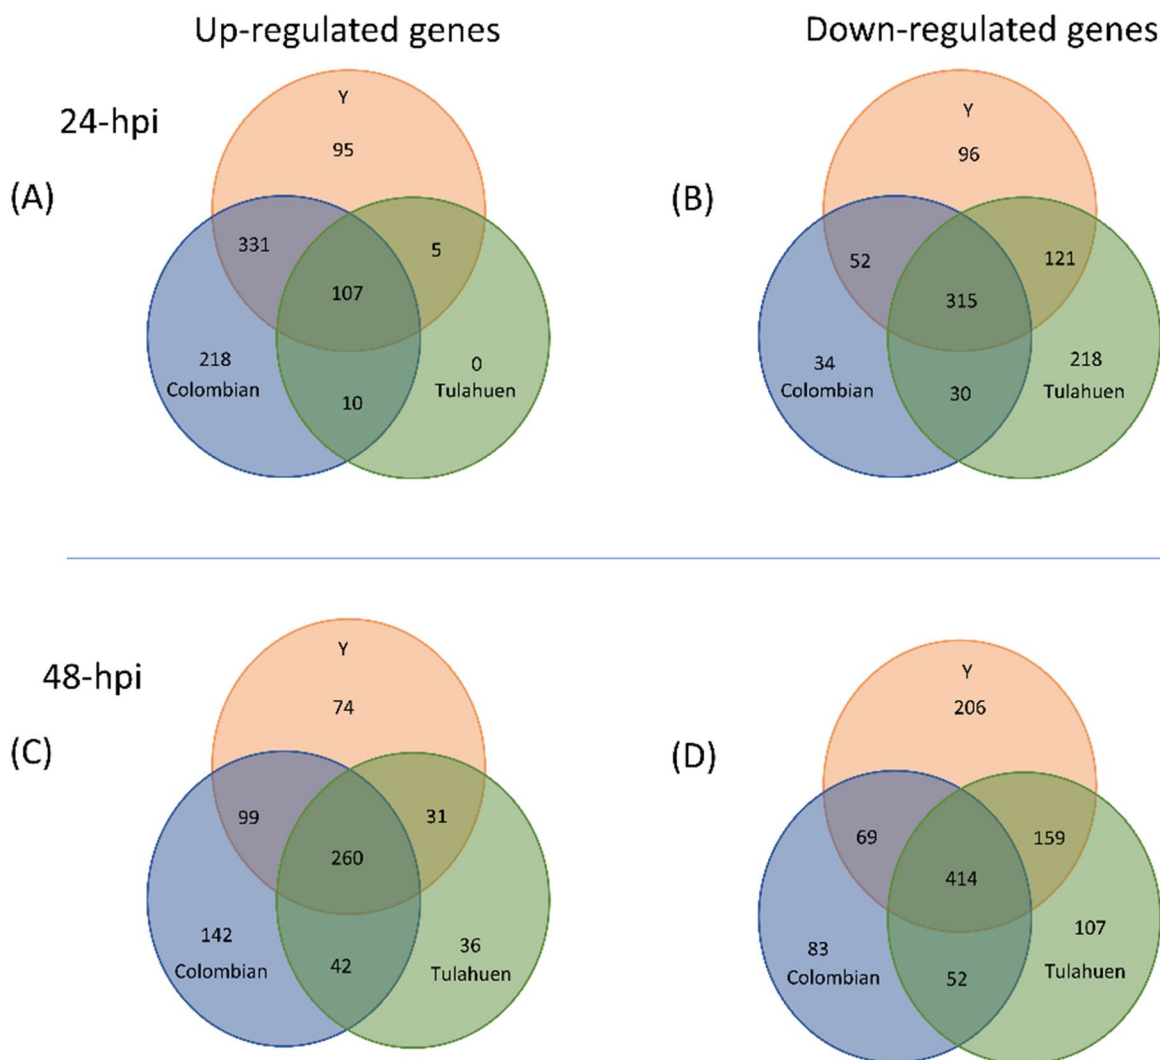 Up-regulated genes
Down-regulated genes
24-hpi
(A)
Y
95
331
5
107
218
Colombian
0
Tulahuen
10
(B)
Y
96
52
121
315
34
Colombian
218
Tulahuen
30
48-hpi
(C)
Y
74
99
31
260
142
Colombian
36
Tulahuen
42
(D)
Y
206
69
159
414
83
Colombian
107
Tulahuen
52